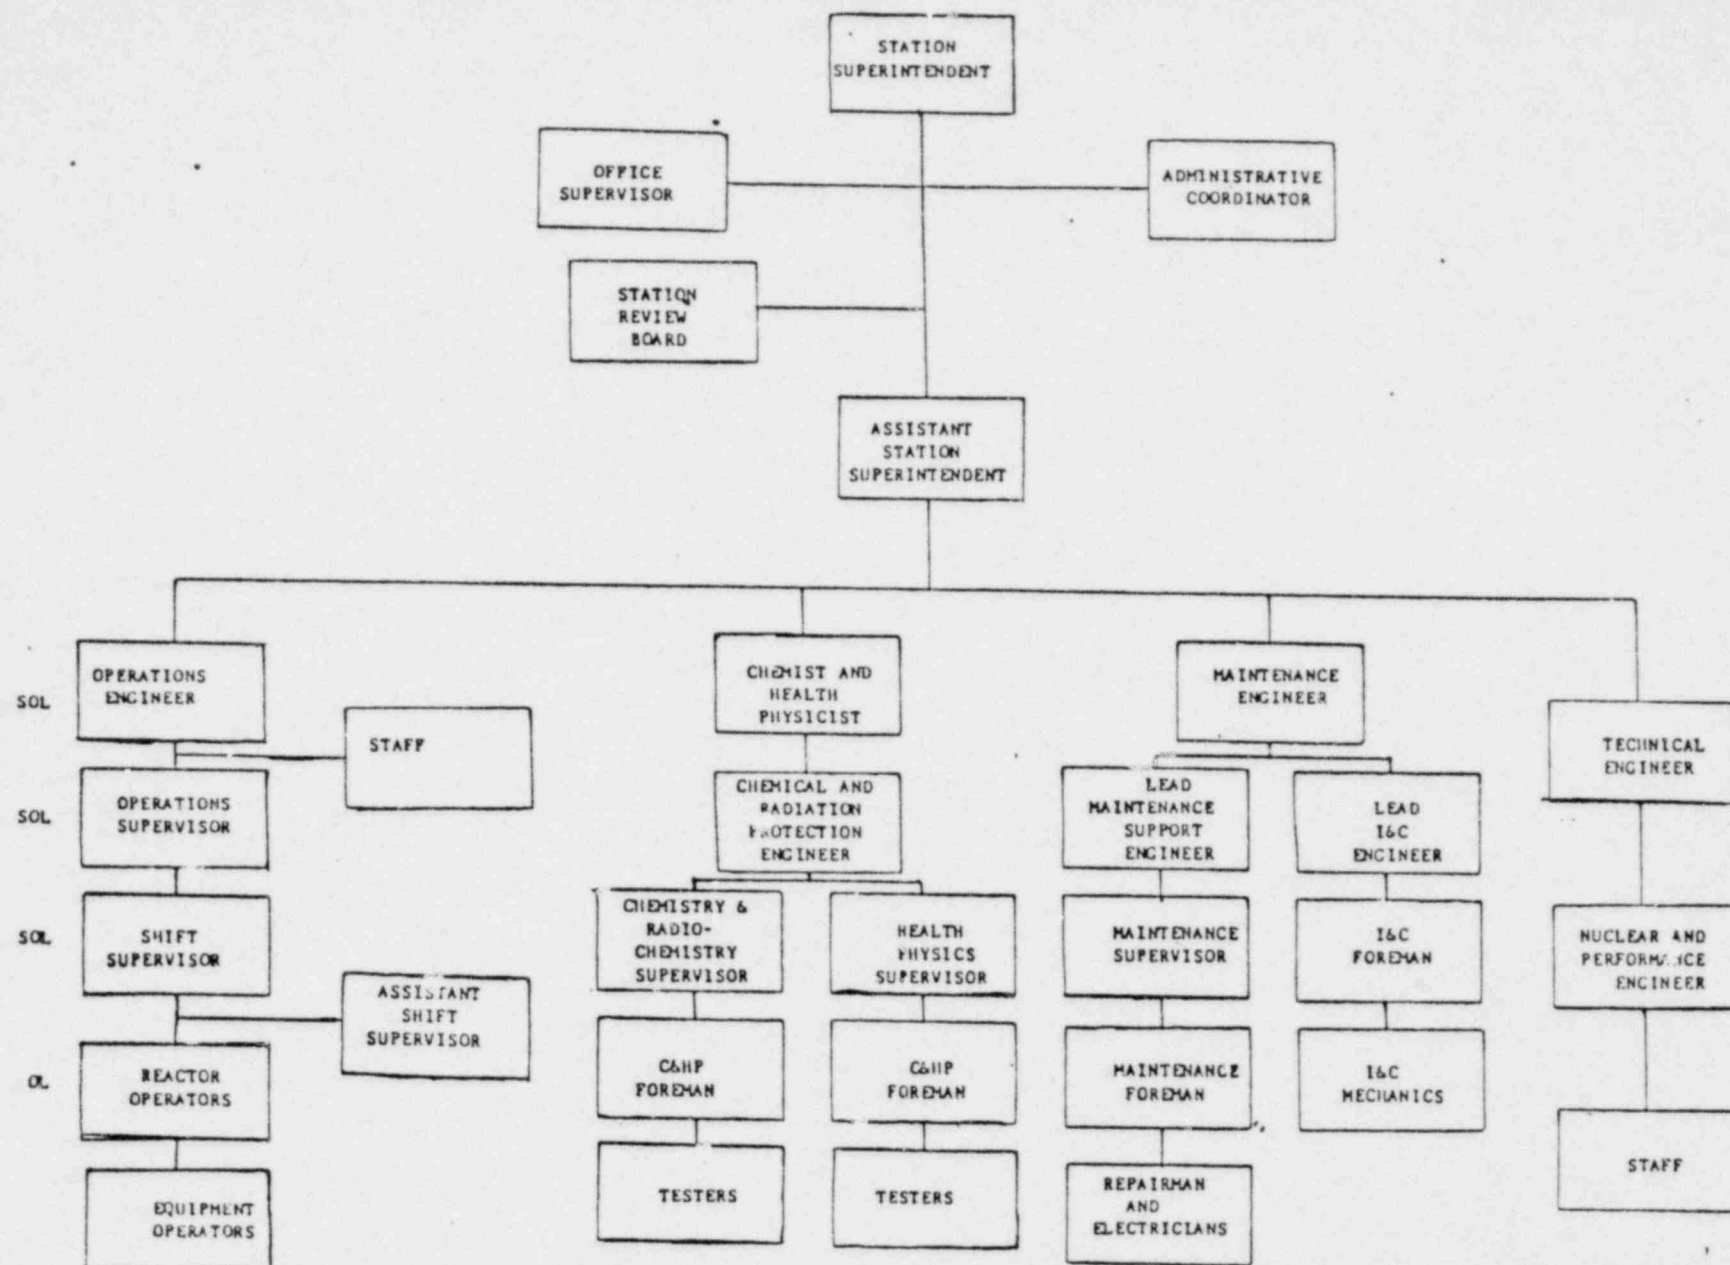 STATION
SUPERINTENDENT
OFFICE
SUPERVISOR
ADMINISTRATIVE
COORDINATOR
STATION
REVIEW
BOARD
ASSISTANT
STATION
SUPERINTENDENT
SOL
OPERATIONS
ENGINEER
STAFF
CHEMIST AND
HEALTH
PHYSICIST
MAINTENANCE
ENGINEER
TECHNICAL
ENGINEER
SOL
OPERATIONS
SUPERVISOR
CHEMICAL AND
RADIATION
PROTECTION
ENGINEER
LEAD
MAINTENANCE
SUPPORT
ENGINEER
LEAD
I&C
ENGINEER
SOL
SHIFT
SUPERVISOR
ASSISTANT
SHIFT
SUPERVISOR
CHEMISTRY &
RADIO-
CHEMISTRY
SUPERVISOR
HEALTH
PHYSICS
SUPERVISOR
MAINTENANCE
SUPERVISOR
I&C
FOREMAN
NUCLEAR AND
PERFORMANCE
ENGINEER
OL
REACTOR
OPERATORS
C&HP
FOREMAN
C&HP
FOREMAN
MAINTENANCE
FOREMAN
I&C
MECHANICS
EQUIPMENT
OPERATORS
TESTERS
TESTERS
REPAIRMAN
AND
ELECTRICIANS
STAFF